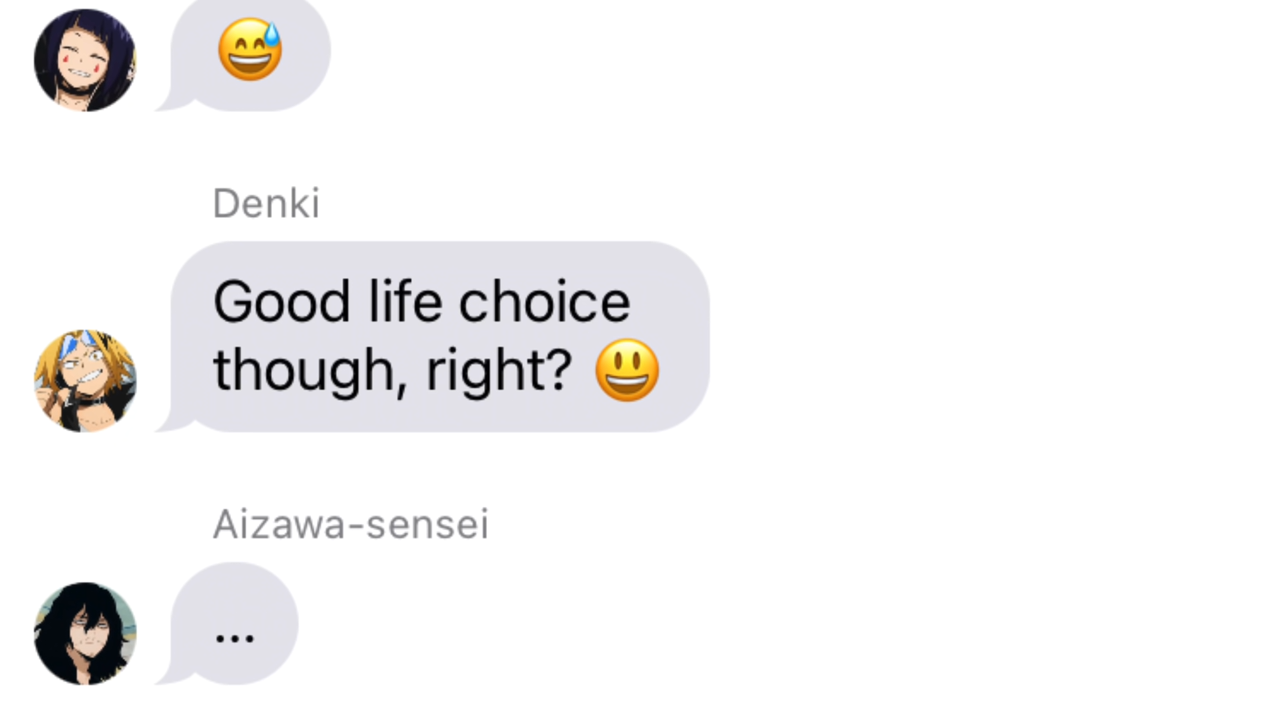 😅
Denki
Good life choice
though, right? 😃
Aizawa-sensei
...